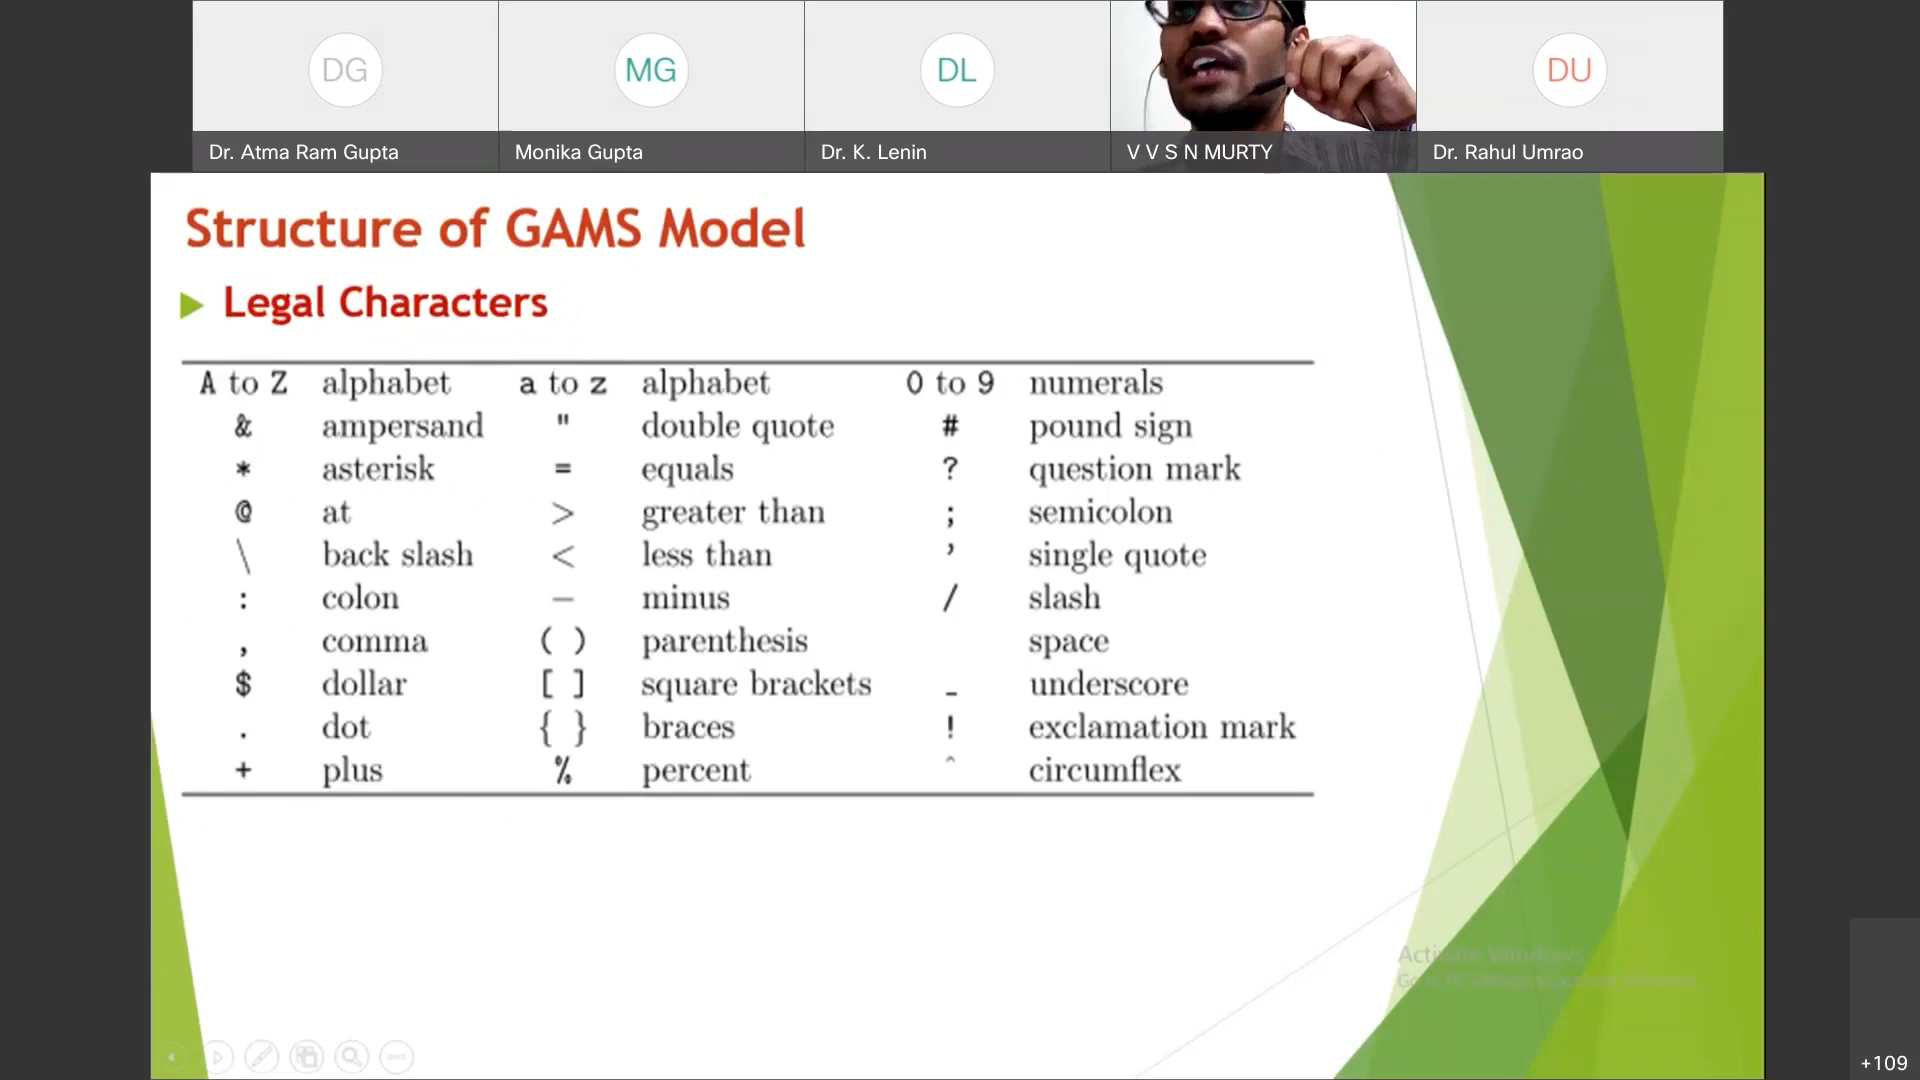 DG
MG
DL
DU
Dr. Atma Ram Gupta
Monika Gupta
Dr. K. Lenin
V V S N MURTY
Dr. Rahul Umrao
Structure of GAMS Model
Legal Characters
A to Z alphabet a to z alphabet 0 to 9 numerals
& ampersand " double quote # pound sign
* asterisk = equals ? question mark
@ at > greater than ; semicolon
\ back slash < less than ' single quote
: colon − minus / slash
, comma ( ) parenthesis space
$ dollar [ ] square brackets _ underscore
. dot { } braces ! exclamation mark
+ plus % percent ^ circumflex
Activate Windows
+109